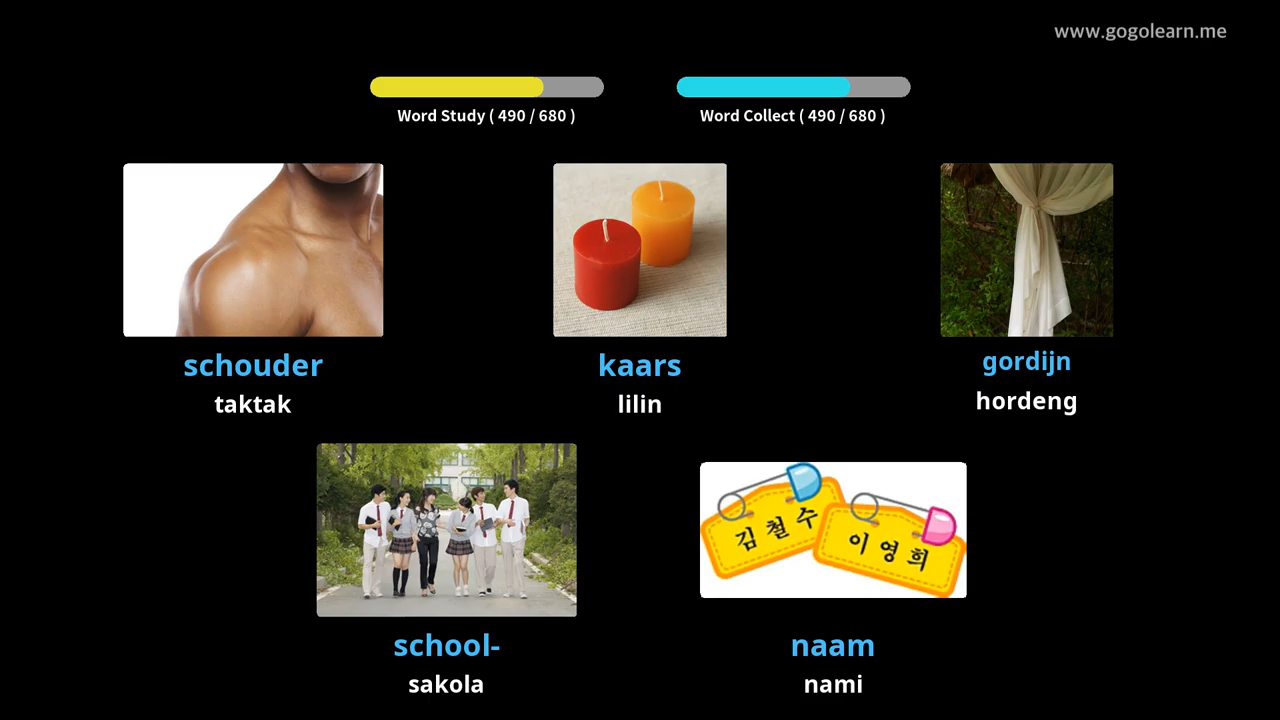 www.gogolearn.me
Word Study ( 490 / 680 )
Word Collect ( 490 / 680 )
schouder
taktak
kaars
lilin
gordijn
hordeng
김철수
이영희
school-
sakola
naam
nami